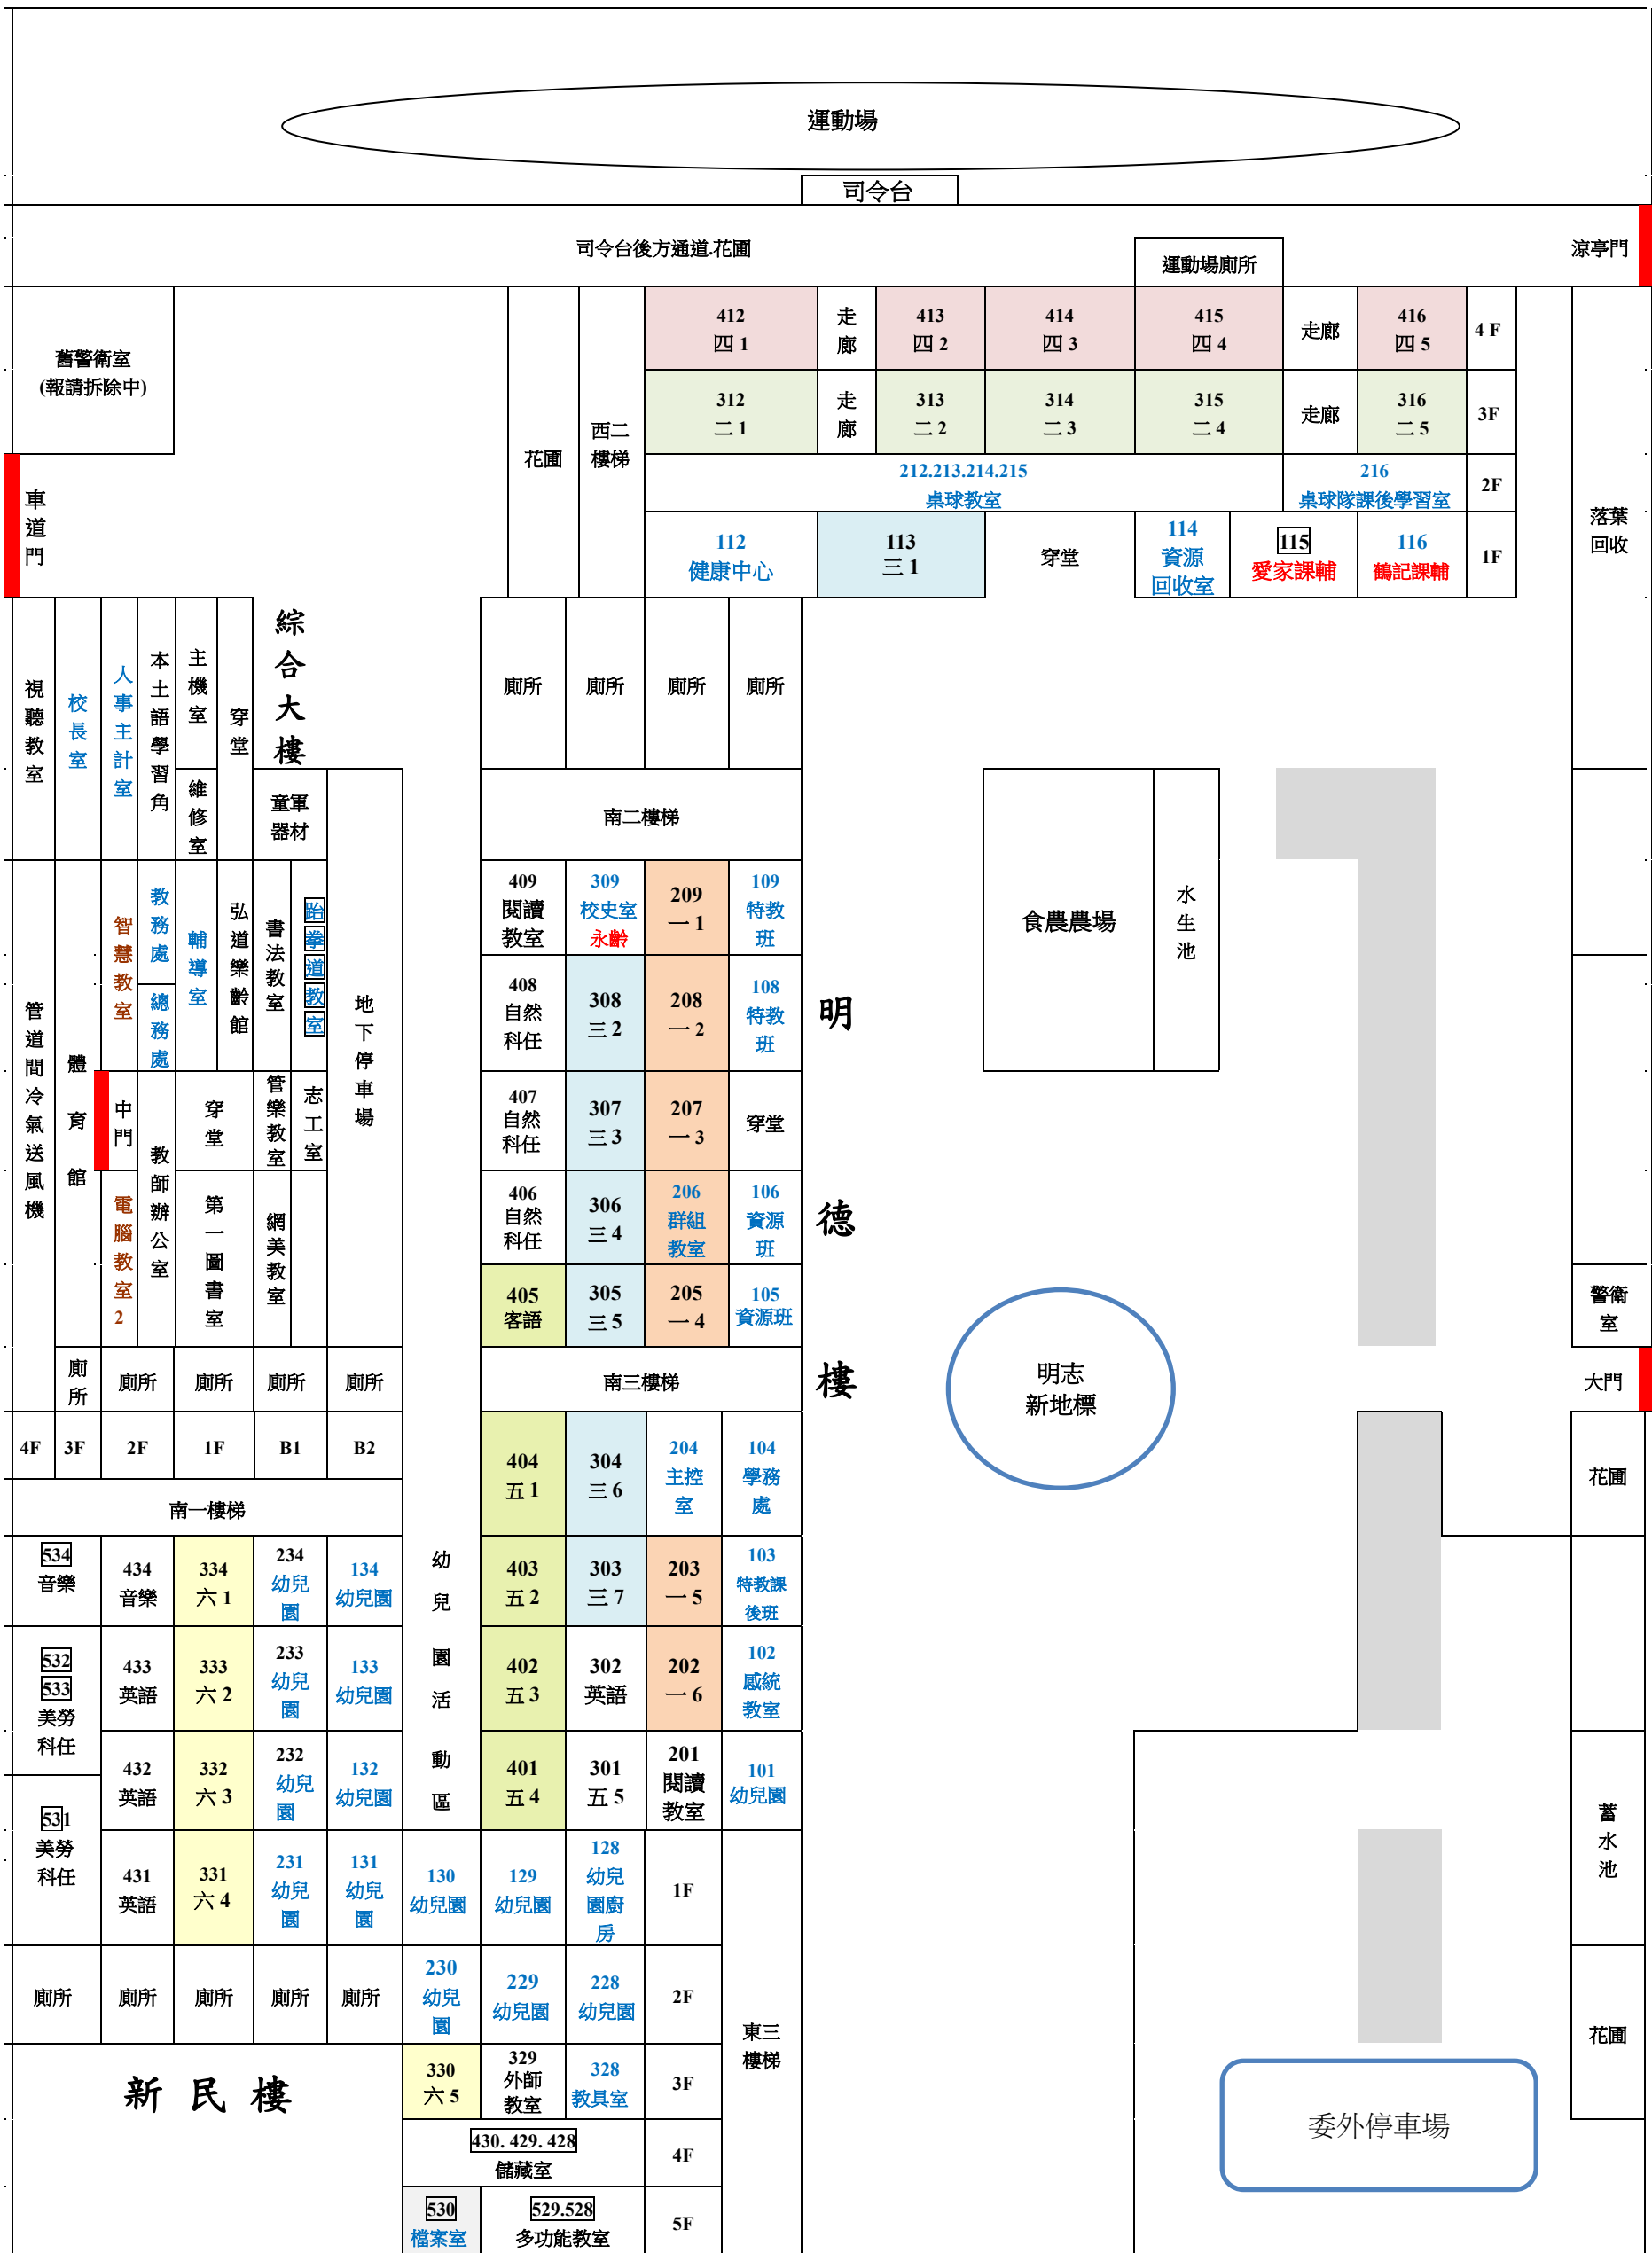 運動場
司令台
司令台後方通道.花圃
運動場廁所
涼亭門
舊警衛室
(報請拆除中)
車
道
門
花圃
西二
樓梯
412
四 1
走
廊
413
四 2
414
四 3
415
四 4
走廊
416
四 5
4 F
312
二 1
走
廊
313
二 2
314
二 3
315
二 4
走廊
316
二 5
3F
212.213.214.215
桌球教室
216
桌球隊課後學習室
2F
112
健康中心
113
三 1
穿堂
114
資源
回收室
115
愛家課輔
116
鶴記課輔
1F
落葉
回收
視
聽
教
室
校
長
室
人
事
主
計
室
本
土
語
學
習
角
主
機
室
維
修
室
穿
堂
綜
合
大
樓
童軍
器材
廁所
廁所
廁所
廁所
南二樓梯
管
道
間
冷
氣
送
風
機
體
育
館
智
慧
教
室
教
務
處
總
務
處
輔
導
室
弘
道
樂
齡
館
書
法
教
室
跆
拳
道
教
室
地
下
停
車
場
中
門
教
師
辦
公
室
穿
堂
管
樂
教
室
志
工
室
電
腦
教
室
2
第
一
圖
書
室
網
美
教
室
409
閱讀
教室
309
校史室
永齡
209
一 1
109
特教
班
408
自然
科任
308
三 2
208
一 2
108
特教
班
407
自然
科任
307
三 3
207
一 3
穿堂
406
自然
科任
306
三 4
206
群組
教室
106
資源
班
405
客語
305
三 5
205
一 4
105
資源班
明
德
樓
食農農場
水
生
池
明志
新地標
警衛
室
大門
廁
所
廁所
廁所
廁所
廁所
南三樓梯
4F
3F
2F
1F
B1
B2
南一樓梯
404
五 1
304
三 6
204
主控
室
104
學務
處
花圃
534
音樂
434
音樂
334
六 1
234
幼兒
園
134
幼兒園
幼
兒
園
活
動
區
403
五 2
303
三 7
203
一 5
103
特教課
後班
532
533
美勞
科任
433
英語
333
六 2
233
幼兒
園
133
幼兒園
402
五 3
302
英語
202
一 6
102
感統
教室
432
英語
332
六 3
232
幼兒
園
132
幼兒園
401
五 4
301
五 5
201
閱讀
教室
101
幼兒園
531
美勞
科任
431
英語
331
六 4
231
幼兒
園
131
幼兒
園
130
幼兒園
129
幼兒園
128
幼兒
園廚
房
1F
蓄
水
池
廁所
廁所
廁所
廁所
廁所
230
幼兒
園
229
幼兒園
228
幼兒園
2F
東三
樓梯
花圃
新 民 樓
330
六 5
329
外師
教室
328
教具室
3F
430. 429. 428
儲藏室
4F
530
檔案室
529.528
多功能教室
5F
委外停車場